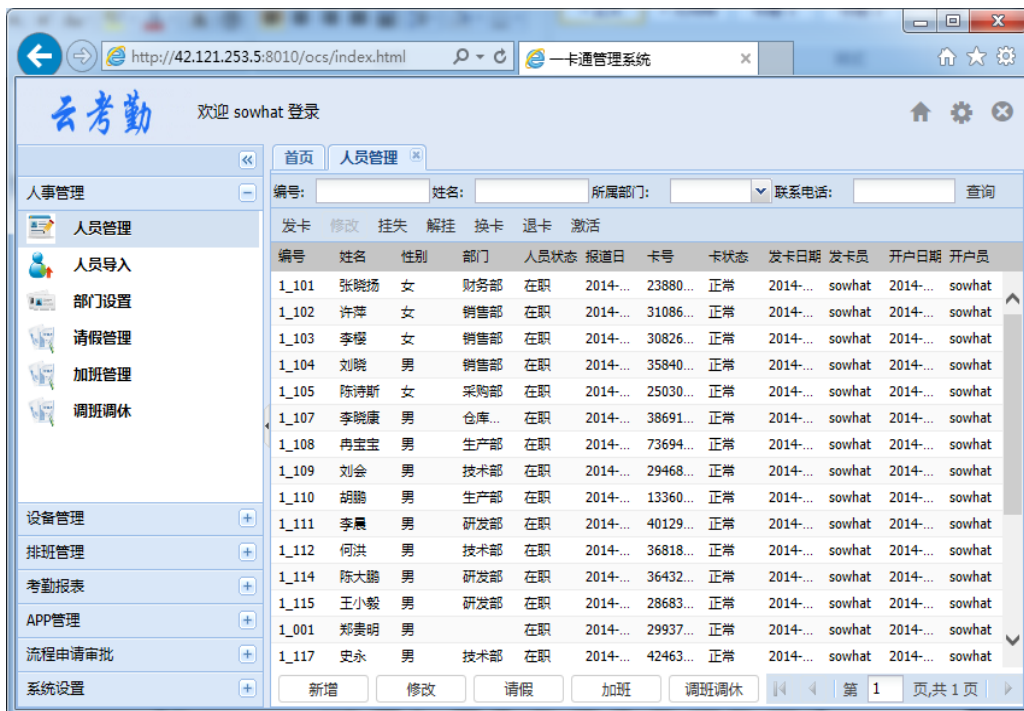 http://42.121.253.5:8010/ocs/index.html 一卡通管理系统
云考勤 欢迎 sowhat 登录
首页 人员管理
人事管理
人员管理
人员导入
部门设置
请假管理
加班管理
调班调休
设备管理
排班管理
考勤报表
APP管理
流程申请审批
系统设置
编号: 姓名: 所属部门: 联系电话: 查询
发卡 修改 挂失 解挂 换卡 退卡 激活
编号 姓名 性别 部门 人员状态 报道日 卡号 卡状态 发卡日期 发卡员 开户日期 开户员
1_101 张晓扬 女 财务部 在职 2014-... 23880... 正常 2014-... sowhat 2014-... sowhat
1_102 许萍 女 销售部 在职 2014-... 31086... 正常 2014-... sowhat 2014-... sowhat
1_103 李樱 女 销售部 在职 2014-... 30826... 正常 2014-... sowhat 2014-... sowhat
1_104 刘晓 男 销售部 在职 2014-... 35840... 正常 2014-... sowhat 2014-... sowhat
1_105 陈诗斯 女 采购部 在职 2014-... 25030... 正常 2014-... sowhat 2014-... sowhat
1_107 李晓康 男 仓库... 在职 2014-... 38691... 正常 2014-... sowhat 2014-... sowhat
1_108 冉宝宝 男 生产部 在职 2014-... 73694... 正常 2014-... sowhat 2014-... sowhat
1_109 刘会 男 技术部 在职 2014-... 29468... 正常 2014-... sowhat 2014-... sowhat
1_110 胡鹏 男 生产部 在职 2014-... 13360... 正常 2014-... sowhat 2014-... sowhat
1_111 李晨 男 研发部 在职 2014-... 40129... 正常 2014-... sowhat 2014-... sowhat
1_112 何洪 男 技术部 在职 2014-... 36818... 正常 2014-... sowhat 2014-... sowhat
1_114 陈大鹏 男 研发部 在职 2014-... 36432... 正常 2014-... sowhat 2014-... sowhat
1_115 王小毅 男 研发部 在职 2014-... 28683... 正常 2014-... sowhat 2014-... sowhat
1_001 郑贵明 男 在职 2014-... 29937... 正常 2014-... sowhat 2014-... sowhat
1_117 史永 男 技术部 在职 2014-... 42463... 正常 2014-... sowhat 2014-... sowhat
新增 修改 请假 加班 调班调休 第 1 页,共 1 页